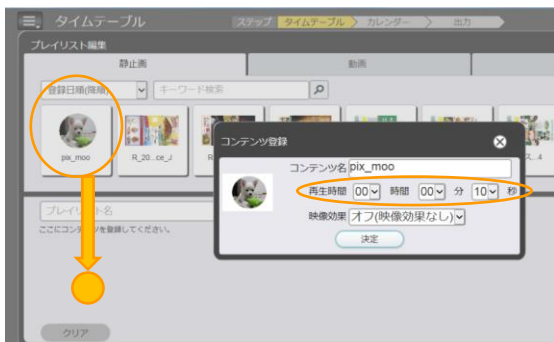 タイムテーブル
ステップ タイムテーブル カレンダー 出力
プレイリスト編集
静止画 動画
登録日順(降順) キーワード検索
pix_moo R_20...ce_J
コンテンツ登録
コンテンツ名 pix_moo
再生時間 00 時間 00 分 10 秒
映像効果 オフ(映像効果なし)
決定
プレイリスト名
ここにコンテンツを登録してください。
クリア